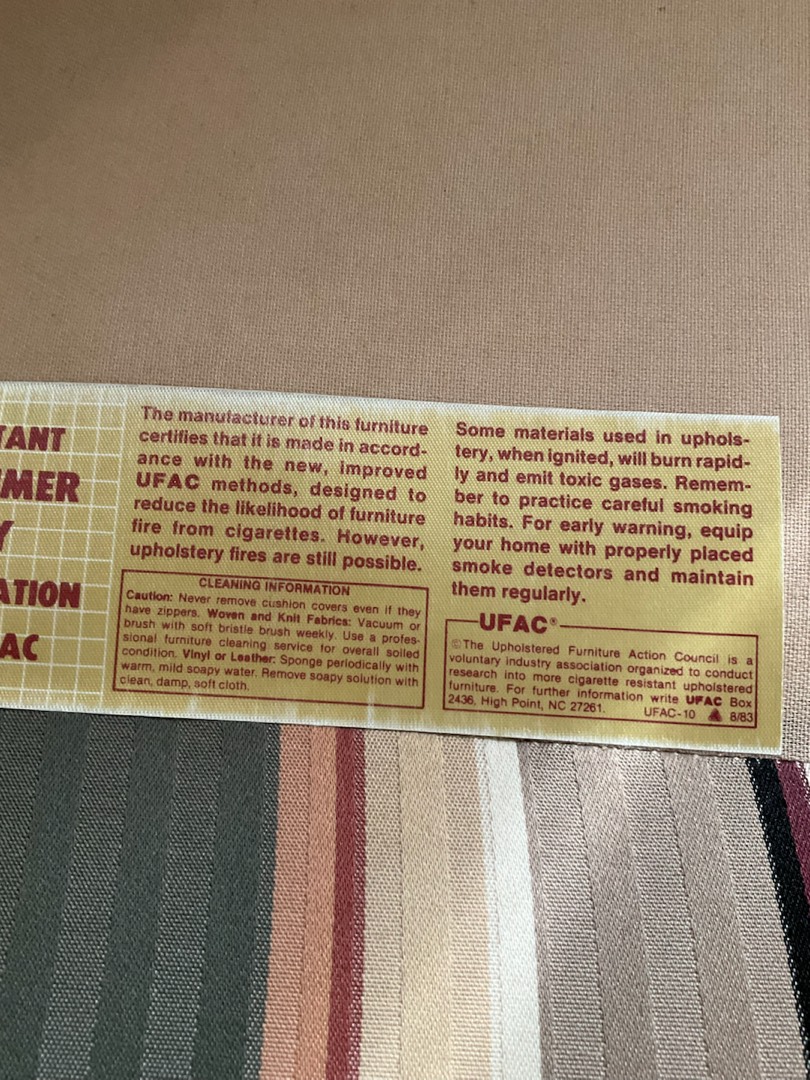 TANT
MER
Y
ATION
AC
The manufacturer of this furniture
certifies that it is made in accord-
ance with the new, improved
UFAC methods, designed to
reduce the likelihood of furniture
fire from cigarettes. However,
upholstery fires are still possible.
CLEANING INFORMATION
Caution: Never remove cushion covers even if they
have zippers. Woven and Knit Fabrics: Vacuum or
brush with soft bristle brush weekly. Use a profes-
sional furniture cleaning service for overall soiled
condition. Vinyl or Leather: Sponge periodically with
warm, mild soapy water. Remove soapy solution with
clean, damp, soft cloth.
Some materials used in uphols-
tery, when ignited, will burn rapid-
ly and emit toxic gases. Remem-
ber to practice careful smoking
habits. For early warning, equip
your home with properly placed
smoke detectors and maintain
them regularly.
UFAC®
©The Upholstered Furniture Action Council is a
voluntary industry association organized to conduct
research into more cigarette resistant upholstered
furniture. For further information write UFAC Box
2436, High Point, NC 27261.
UFAC-10 8/83